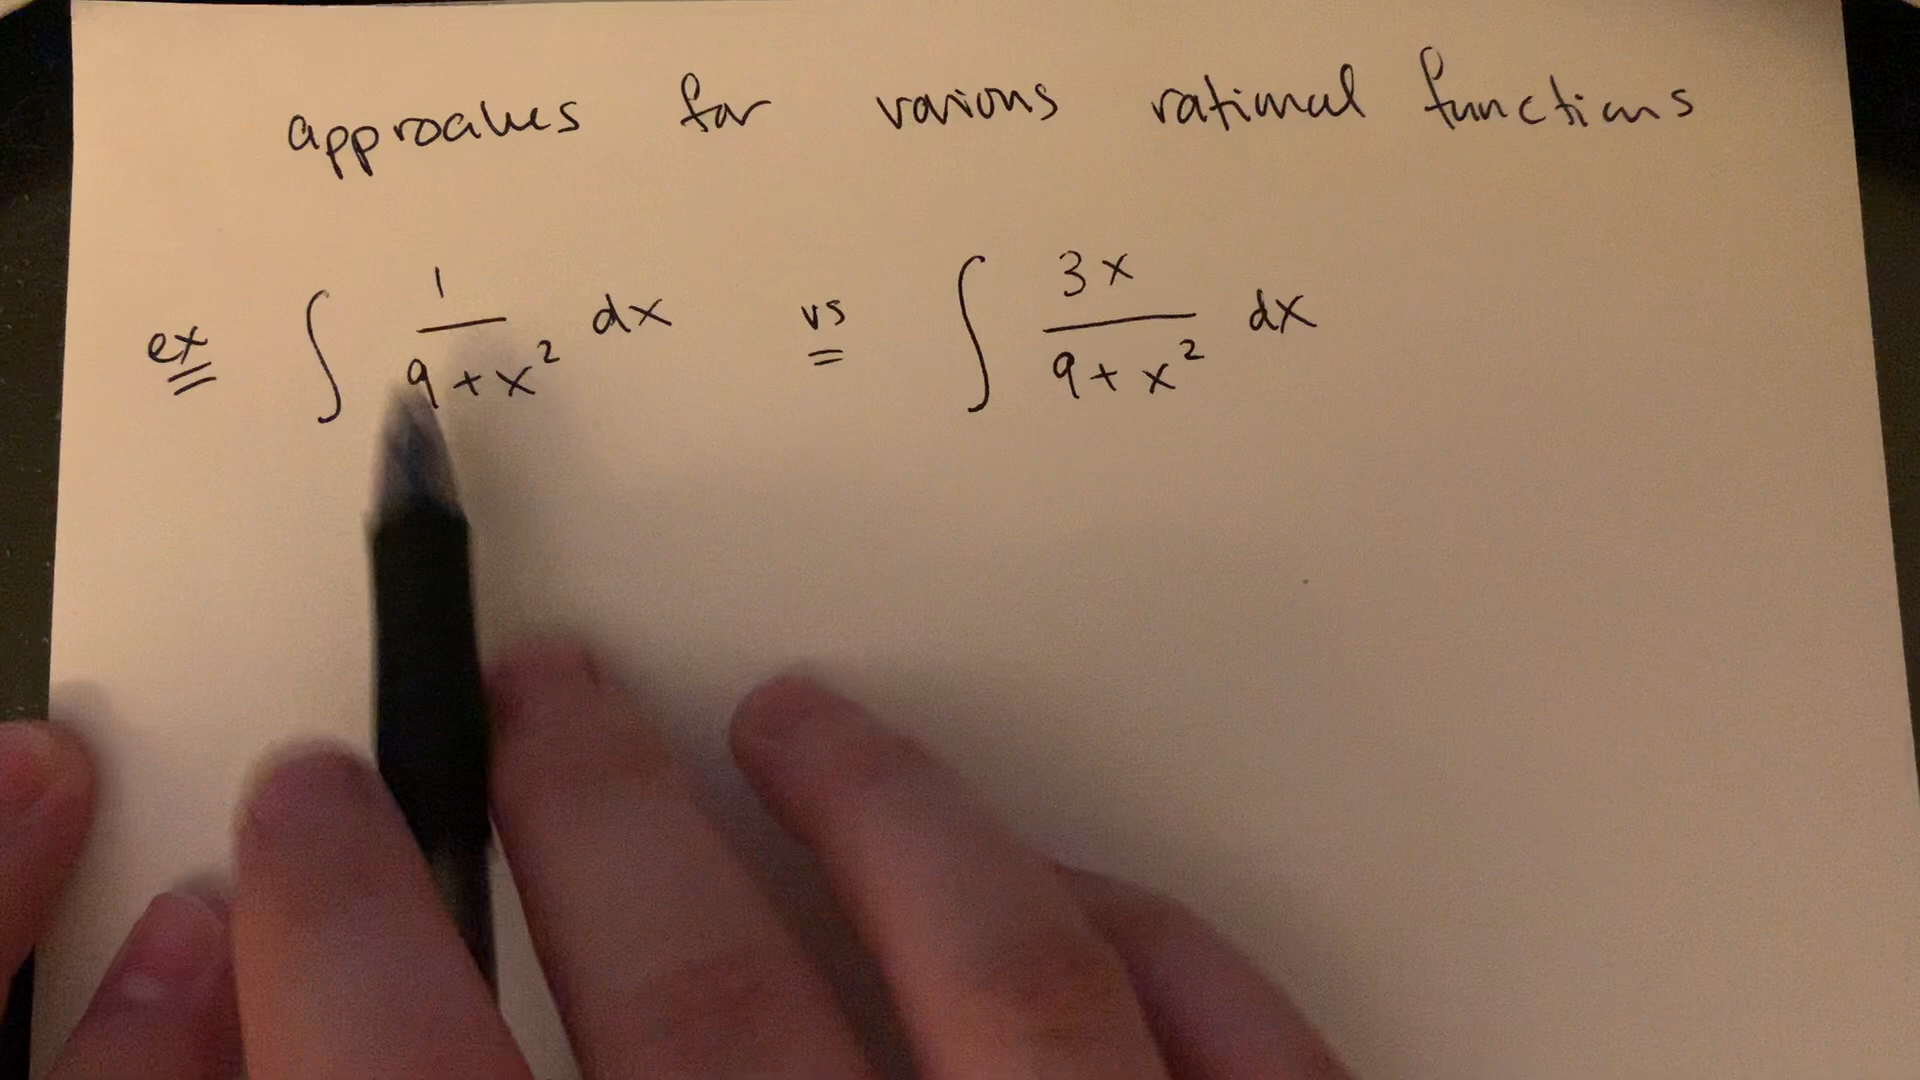 approaches for various rational functions
ex ∫ 1/(9+x²) dx vs ∫ 3x/(9+x²) dx